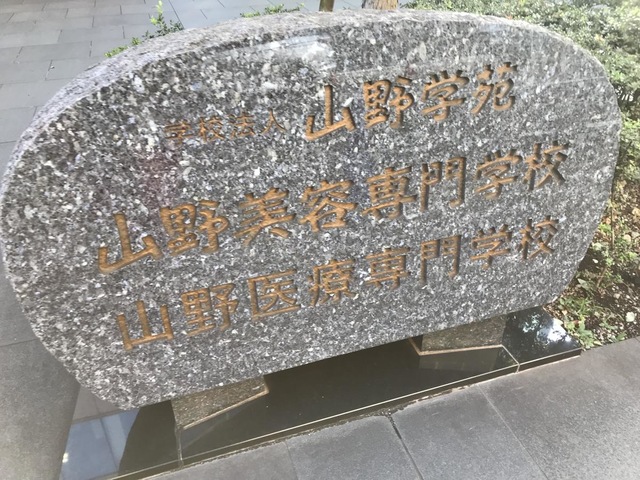 学校法人 山野学苑
山野美容専門学校
山野医療専門学校